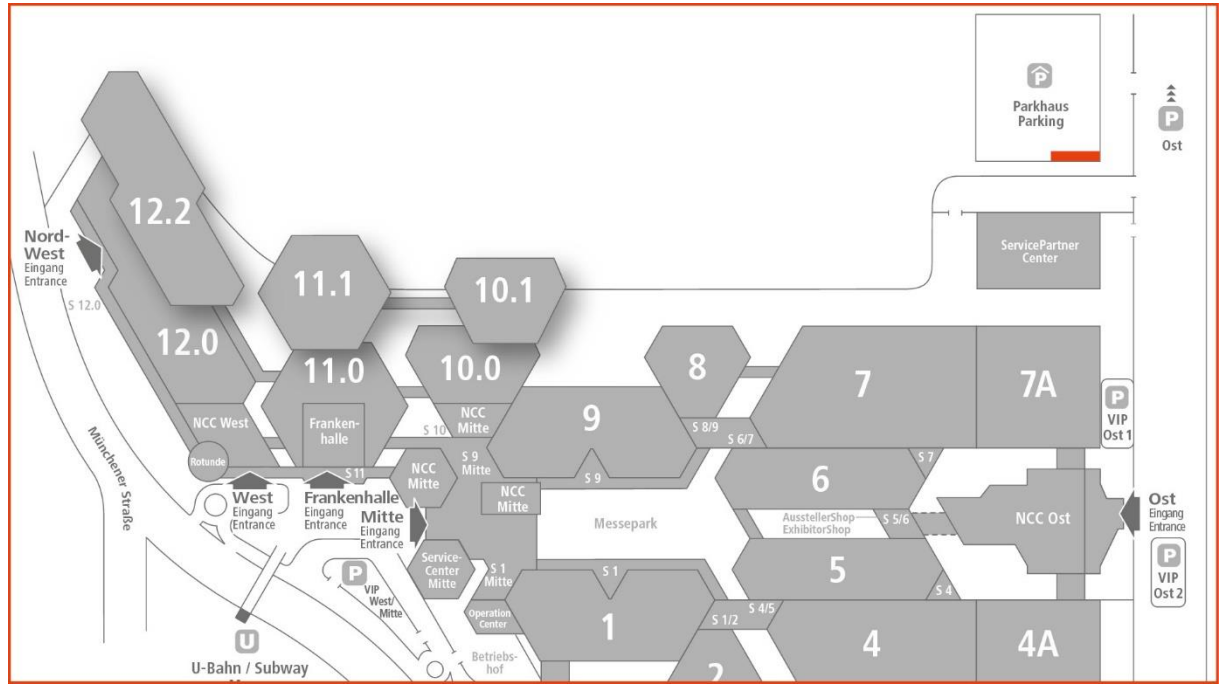 P
Parkhaus
Parking
P
Ost
12.2
Nord-
West
Eingang
Entrance
S 12.0
12.0
11.1
10.1
ServicePartner
Center
11.0
10.0
8
7
7A
NCC West
Franken-
halle
NCC
Mitte
S 10
9
S 8/9
S 6/7
P
VIP
Ost 1
Rotunde
S 11
NCC
Mitte
S 9
Mitte
S 9
NCC
Mitte
6
S 7
Münchener Straße
West
Eingang
Entrance
Frankenhalle
Eingang
Entrance
Mitte
Eingang
Entrance
Messepark
AusstellerShop
ExhibitorShop
S 5/6
NCC Ost
Ost
Eingang
Entrance
P
VIP
Ost 2
P
VIP
West/
Mitte
Service-
Center
Mitte
S 1
Mitte
S 1
5
S 4
Operation
Center
1
S 1/2
S 4/5
4
4A
2
U
U-Bahn / Subway
Betriebs-
hof